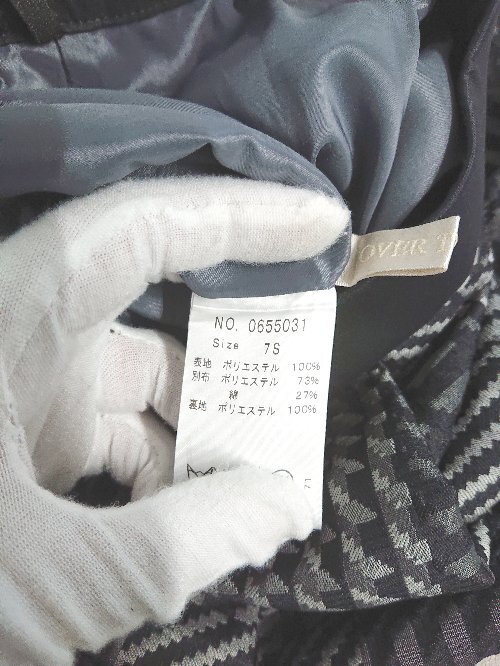 OVER T
NO. 0655031
Size 7S
表地 ポリエステル 100%
別布 ポリエステル 73%
綿 27%
裏地 ポリエステル 100%